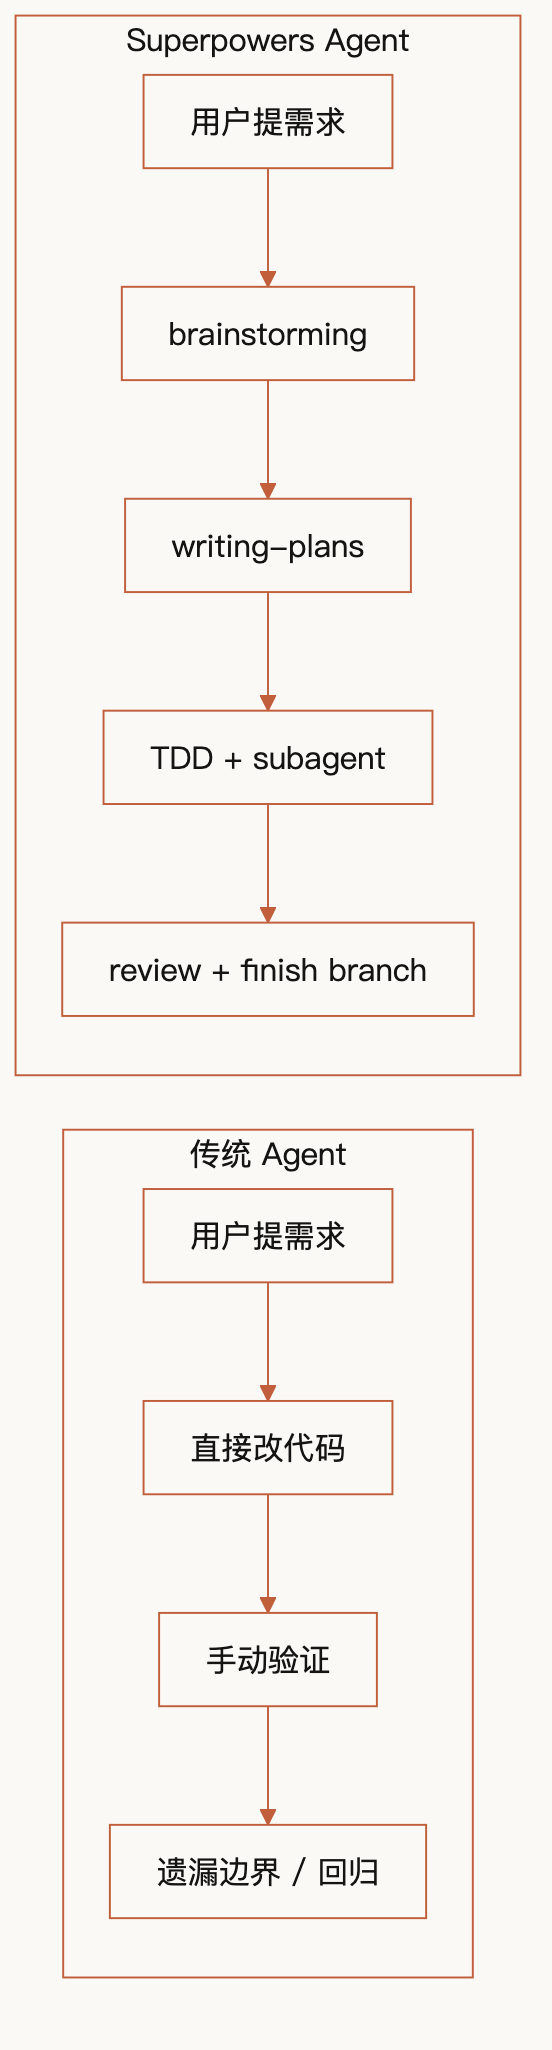 Superpowers Agent
用户提需求
brainstorming
writing-plans
TDD + subagent
review + finish branch
传统 Agent
用户提需求
直接改代码
手动验证
遗漏边界 / 回归